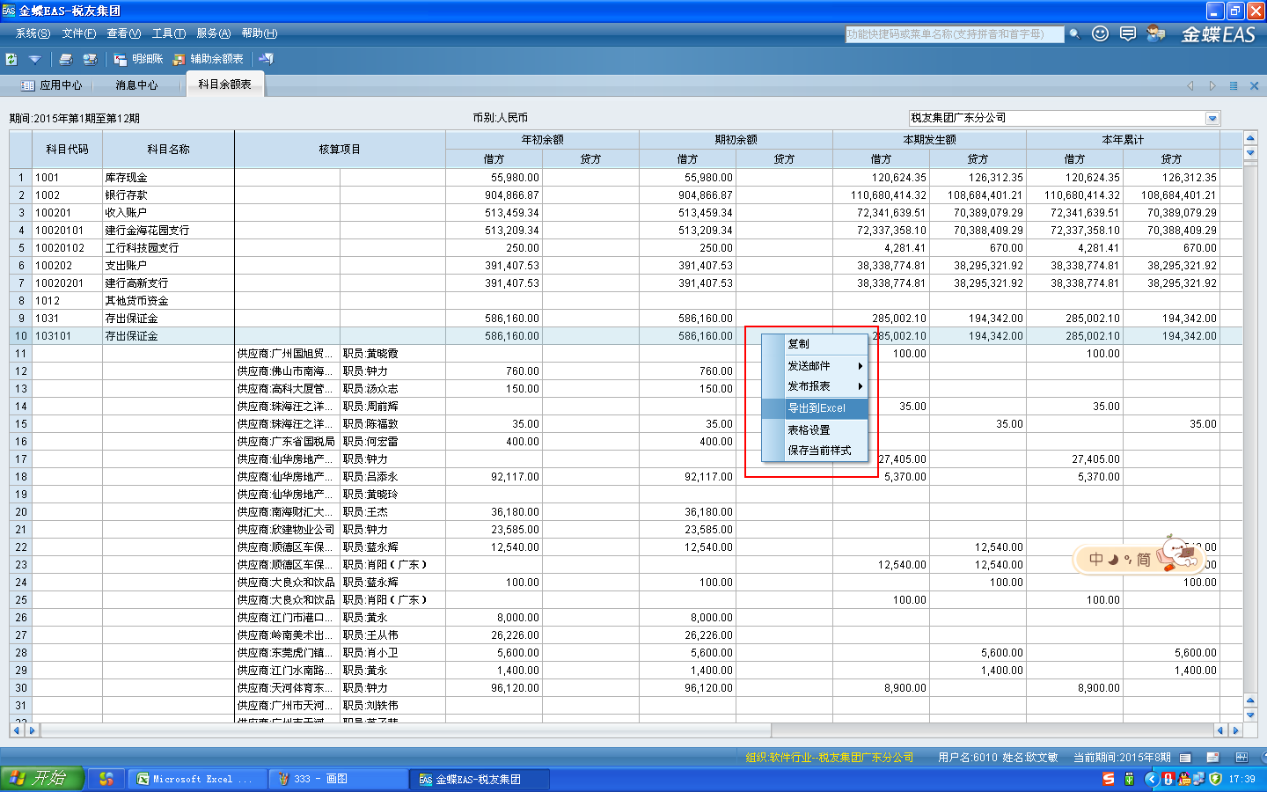 金蝶EAS-税友集团
系统(S) 文件(F) 查看(V) 工具(T) 服务(A) 帮助(H) 功能快捷码或菜单名称(支持拼音和首字母) 金蝶EAS
明细账 辅助余额表
应用中心 消息中心 科目余额表
期间:2015年第1期至第12期 币别:人民币 税友集团广东分公司
科目代码 科目名称 核算项目 年初余额 期初余额 本期发生额 本年累计
借方 贷方 借方 贷方 借方 贷方 借方 贷方
1 1001 库存现金 55,980.00 55,980.00 120,624.35 126,312.35 120,624.35 126,312.35
2 1002 银行存款 904,866.87 904,866.87 110,680,414.32 108,684,401.21 110,680,414.32 108,684,401.21
3 100201 收入账户 513,459.34 513,459.34 72,341,639.51 70,389,079.29 72,341,639.51 70,389,079.29
4 10020101 建行金海花园支行 513,209.34 513,209.34 72,337,358.10 70,388,409.29 72,337,358.10 70,388,409.29
5 10020102 工行科技园支行 250.00 250.00 4,281.41 670.00 4,281.41 670.00
6 100202 支出账户 391,407.53 391,407.53 38,338,774.81 38,295,321.92 38,338,774.81 38,295,321.92
7 10020201 建行高新支行 391,407.53 391,407.53 38,338,774.81 38,295,321.92 38,338,774.81 38,295,321.92
8 1012 其他货币资金
9 1031 存出保证金 586,160.00 586,160.00 285,002.10 194,342.00 285,002.10 194,342.00
10 103101 存出保证金 586,160.00 586,160.00 285,002.10 194,342.00 285,002.10 194,342.00
复制
11 供应商:广州国旭贸... 职员:黄晓霞 100.00 100.00
发送邮件
12 供应商:佛山市南海... 职员:钟力 760.00 760.00
发布报表
13 供应商:高科大厦管... 职员:汤众志 150.00 150.00
导出到Excel
14 供应商:珠海汪之洋... 职员:周前辉 35.00 35.00
表格设置
15 供应商:珠海汪之洋... 职员:陈福敦 35.00 35.00 35.00 35.00
16 供应商:广东省国税局 职员:何宏雷 400.00 400.00
保存当前样式
17 供应商:仙华房地产... 职员:钟力 27,405.00 27,405.00
18 供应商:仙华房地产... 职员:吕添永 92,117.00 92,117.00 5,370.00 5,370.00
19 供应商:仙华房地产... 职员:黄晓玲
20 供应商:南海财汇大... 职员:王杰 36,180.00 36,180.00
21 供应商:欣建物业公司 职员:钟力 23,585.00 23,585.00
22 供应商:顺德区车保... 职员:蓝永辉 12,540.00 12,540.00 12,540.00
23 供应商:顺德区车保... 职员:肖阳(广东) 12,540.00 12,540.00
中 简
24 供应商:大良众和饮品 职员:蓝永辉 100.00 100.00 100.00 100.00
25 供应商:大良众和饮品 职员:肖阳(广东) 100.00 100.00
26 供应商:江门市港口... 职员:黄永 8,000.00 8,000.00
27 供应商:岭南美术出... 职员:王从伟 26,226.00 26,226.00
28 供应商:东莞虎门镇... 职员:肖小卫 5,600.00 5,600.00 5,600.00 5,600.00
29 供应商:江门水南路... 职员:黄永 1,400.00 1,400.00 1,400.00 1,400.00
30 供应商:天河体育东... 职员:钟力 96,120.00 96,120.00 8,900.00 8,900.00
31 供应商:广州市天河... 职员:刘轶伟
组织:软件行业--税友集团广东分公司 用户名:6010 姓名:欧文敏 当前期间:2015年8期
开始 Microsoft Excel ... 333 - 画图 金蝶EAS-税友集团 17:39